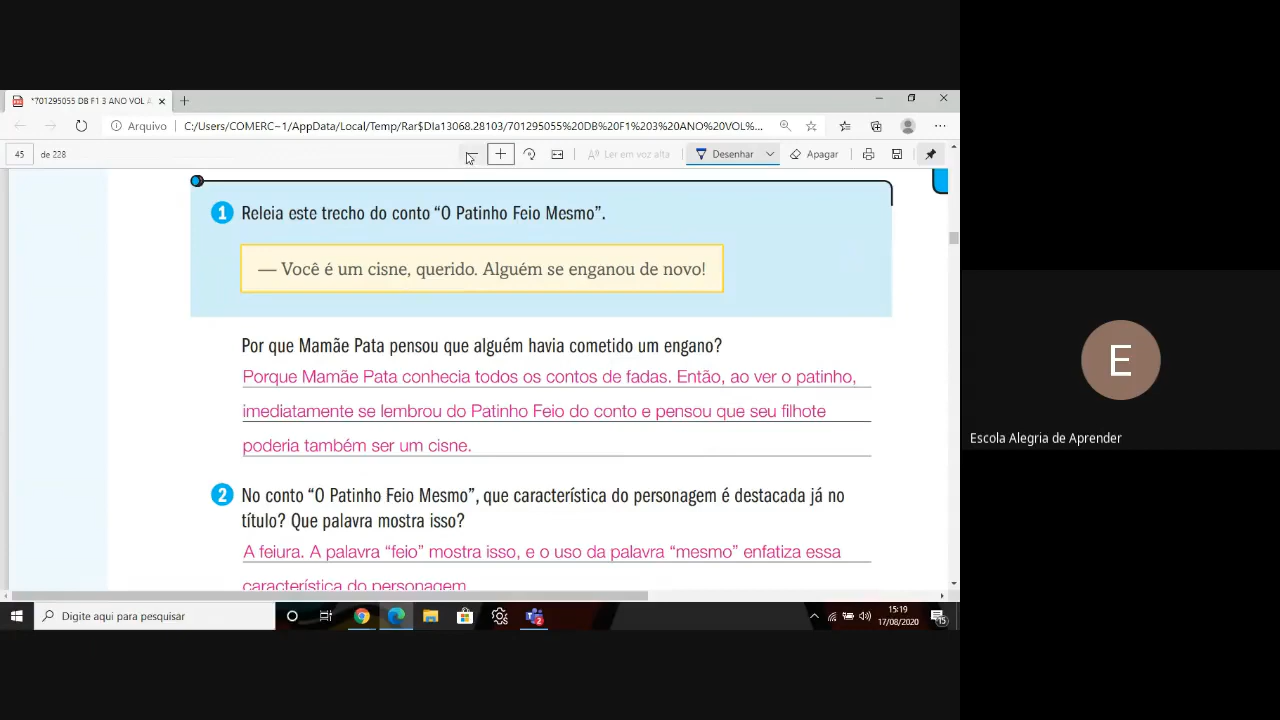 *701295055 DB F1 3 ANO VOL
Arquivo
C:/Users/COMERC~1/AppData/Local/Temp/Rar$DIa13068.28103/701295055%20DB%20F1%203%20ANO%20VOL%...
45 de 228
Ler em voz alta
Desenhar
Apagar
1 Releia este trecho do conto “O Patinho Feio Mesmo”.
— Você é um cisne, querido. Alguém se enganou de novo!
Por que Mamãe Pata pensou que alguém havia cometido um engano?
Porque Mamãe Pata conhecia todos os contos de fadas. Então, ao ver o patinho,
imediatamente se lembrou do Patinho Feio do conto e pensou que seu filhote
poderia também ser um cisne.
2 No conto “O Patinho Feio Mesmo”, que característica do personagem é destacada já no
título? Que palavra mostra isso?
A feiura. A palavra “feio” mostra isso, e o uso da palavra “mesmo” enfatiza essa
característica do personagem
E
Escola Alegria de Aprender
Digite aqui para pesquisar
2
15:19
17/08/2020
15